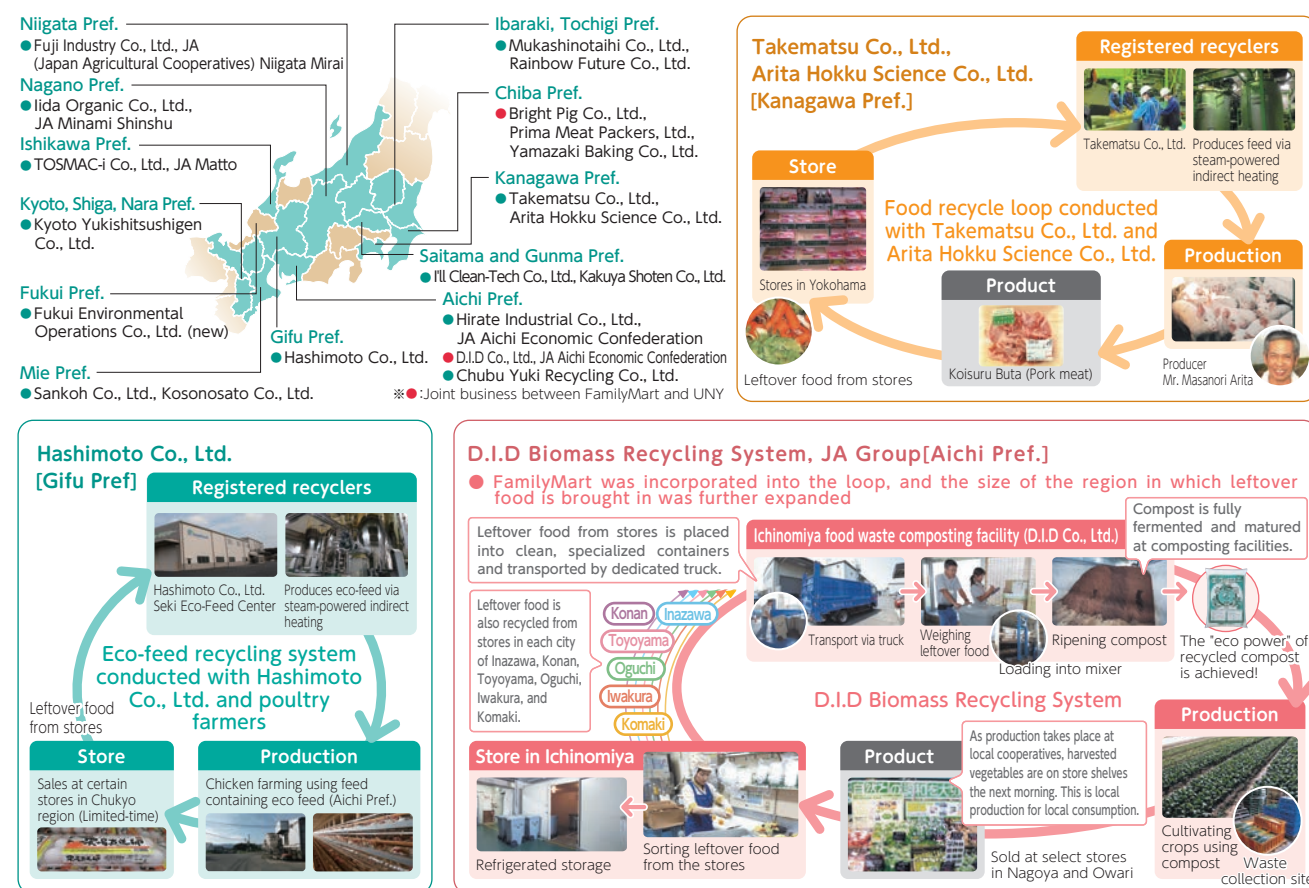 Niigata Pref.
●Fuji Industry Co., Ltd., JA
(Japan Agricultural Cooperatives) Niigata Mirai
Nagano Pref.
●Iida Organic Co., Ltd.,
JA Minami Shinshu
Ishikawa Pref.
●TOSMAC-i Co., Ltd., JA Matto
Kyoto, Shiga, Nara Pref.
●Kyoto Yukishitsushigen
Co., Ltd.
Fukui Pref.
●Fukui Environmental
Operations Co., Ltd. (new)
Mie Pref.
●Sankoh Co., Ltd., Kosonosato Co., Ltd.
Gifu Pref.
●Hashimoto Co., Ltd.
Ibaraki, Tochigi Pref.
●Mukashinotaihi Co., Ltd.,
Rainbow Future Co., Ltd.
Chiba Pref.
●Bright Pig Co., Ltd.,
Prima Meat Packers, Ltd.,
Yamazaki Baking Co., Ltd.
Kanagawa Pref.
●Takematsu Co., Ltd.,
Arita Hokku Science Co., Ltd.
Saitama and Gunma Pref.
●I'll Clean-Tech Co., Ltd., Kakuya Shoten Co., Ltd.
Aichi Pref.
●Hirate Industrial Co., Ltd.,
JA Aichi Economic Confederation
●D.I.D Co., Ltd., JA Aichi Economic Confederation
●Chubu Yuki Recycling Co., Ltd.
※●:Joint business between FamilyMart and UNY
Takematsu Co., Ltd.,
Arita Hokku Science Co., Ltd.
[Kanagawa Pref.]
Registered recyclers
Takematsu Co., Ltd.
Produces feed via
steam-powered
indirect heating
Store
Stores in Yokohama
Leftover food from stores
Food recycle loop conducted
with Takematsu Co., Ltd. and
Arita Hokku Science Co., Ltd.
Production
Producer
Mr. Masanori Arita
Product
Koisuru Buta (Pork meat)
Hashimoto Co., Ltd.
[Gifu Pref]
Registered recyclers
Hashimoto Co., Ltd.
Seki Eco-Feed Center
Produces eco-feed via
steam-powered indirect
heating
Eco-feed recycling system
conducted with Hashimoto
Co., Ltd. and poultry
farmers
Leftover food
from stores
Store
Sales at certain
stores in Chukyo
region (Limited-time)
Production
Chicken farming using feed
containing eco feed (Aichi Pref.)
D.I.D Biomass Recycling System, JA Group[Aichi Pref.]
● FamilyMart was incorporated into the loop, and the size of the region in which leftover
food is brought in was further expanded
Leftover food from stores is placed
into clean, specialized containers
and transported by dedicated truck.
Ichinomiya food waste composting facility (D.I.D Co., Ltd.)
Compost is fully
fermented and matured
at composting facilities.
Transport via truck
Weighing
leftover food
Loading into mixer
Ripening compost
The "eco power" of
recycled compost
is achieved!
Leftover food is
also recycled from
stores in each city
of Inazawa, Konan,
Toyoyama, Oguchi,
Iwakura, and
Komaki.
Konan
Inazawa
Toyoyama
Oguchi
Iwakura
Komaki
D.I.D Biomass Recycling System
Production
Cultivating
crops using
compost
Waste
collection site
Product
As production takes place at
local cooperatives, harvested
vegetables are on store shelves
the next morning. This is local
production for local consumption.
Sold at select stores
in Nagoya and Owari
Store in Ichinomiya
Refrigerated storage
Sorting leftover food
from the stores